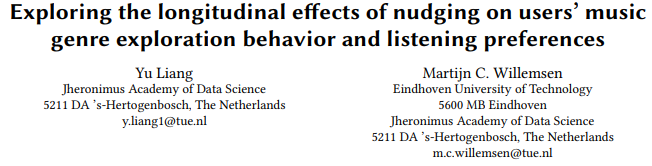 Exploring the longitudinal effects of nudging on users’ music
genre exploration behavior and listening preferences
Yu Liang
Jheronimus Academy of Data Science
5211 DA ’s-Hertogenbosch, The Netherlands
y.liang1@tue.nl
Martijn C. Willemsen
Eindhoven University of Technology
5600 MB Eindhoven
Jheronimus Academy of Data Science
5211 DA ’s-Hertogenbosch, The Netherlands
m.c.willemsen@tue.nl